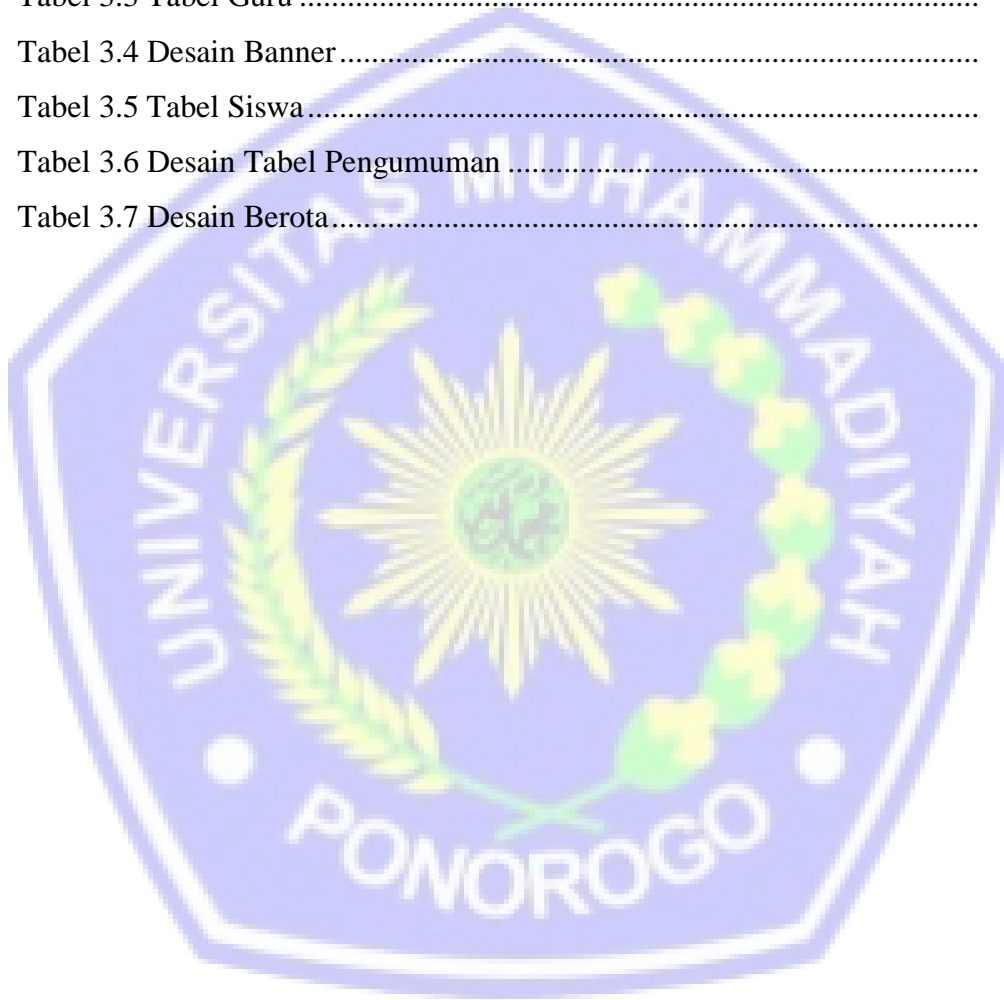 Tabel 3.3 Tabel Guru ....................................................................................
Tabel 3.4 Desain Banner ................................................................................
Tabel 3.5 Tabel Siswa ...................................................................................
Tabel 3.6 Desain Tabel Pengumuman ...........................................................
Tabel 3.7 Desain Berota .................................................................................
UNIVERSITAS MUHAMMADIYAH
PONOROGO